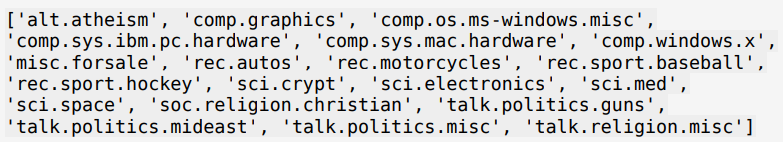 ['alt.atheism', 'comp.graphics', 'comp.os.ms-windows.misc',
'comp.sys.ibm.pc.hardware', 'comp.sys.mac.hardware', 'comp.windows.x',
'misc.forsale', 'rec.autos', 'rec.motorcycles', 'rec.sport.baseball',
'rec.sport.hockey', 'sci.crypt', 'sci.electronics', 'sci.med',
'sci.space', 'soc.religion.christian', 'talk.politics.guns',
'talk.politics.mideast', 'talk.politics.misc', 'talk.religion.misc']